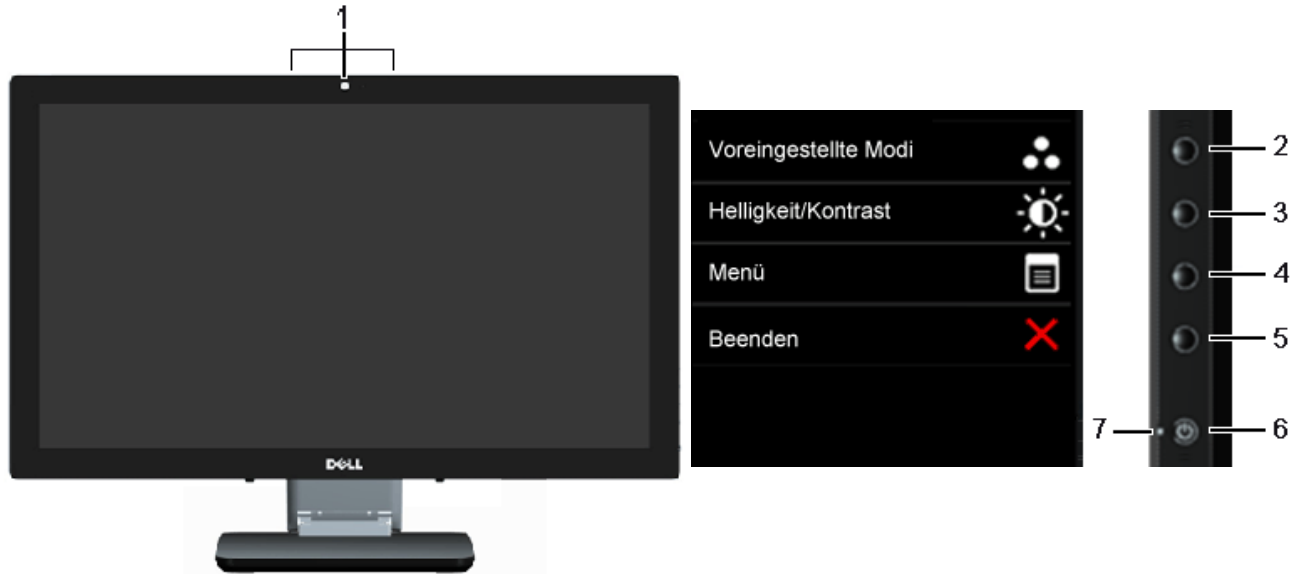 1
DELL
Voreingestellte Modi
Helligkeit/Kontrast
Menü
Beenden
2
3
4
5
6
7